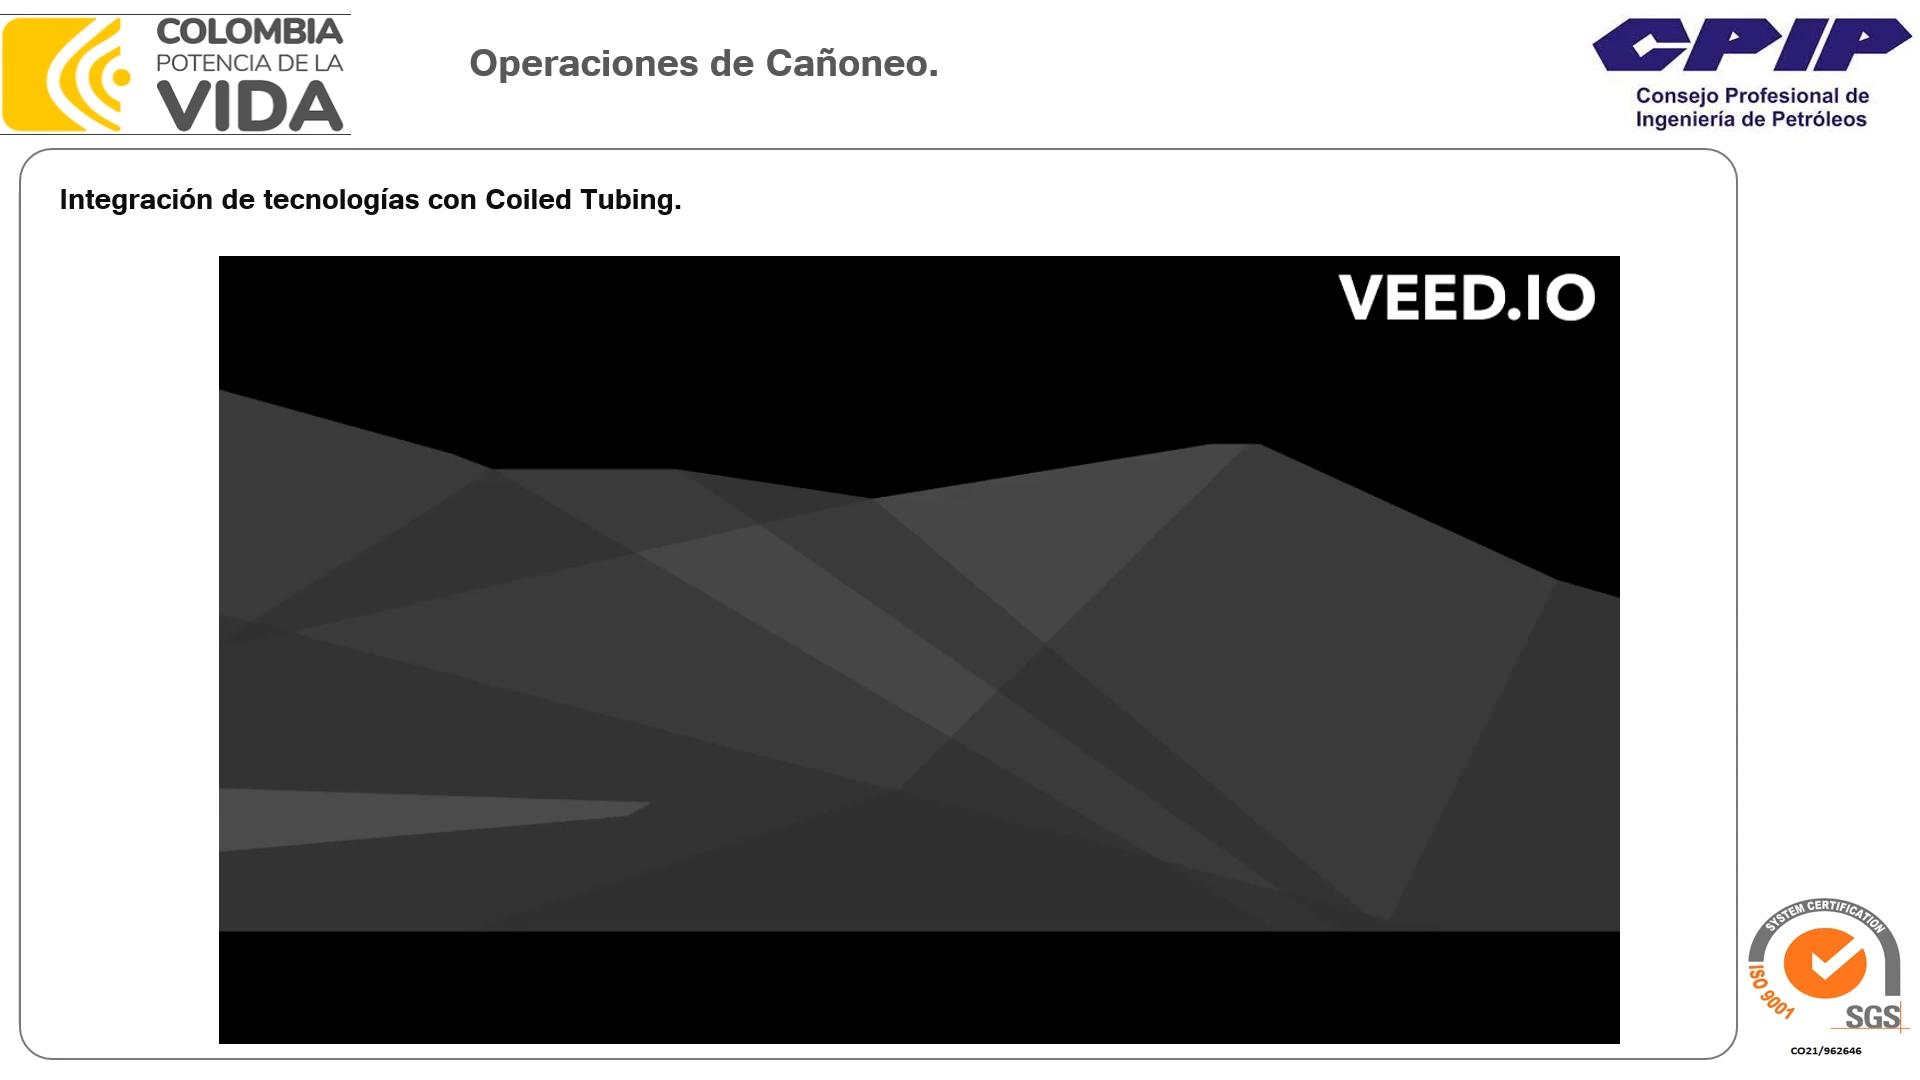 COLOMBIA
POTENCIA DE LA
VIDA
Operaciones de Cañoneo.
CPIP
Consejo Profesional de
Ingeniería de Petróleos
Integración de tecnologías con Coiled Tubing.
VEED.IO
SYSTEM CERTIFICATION
ISO 9001
SGS
CO21/962646